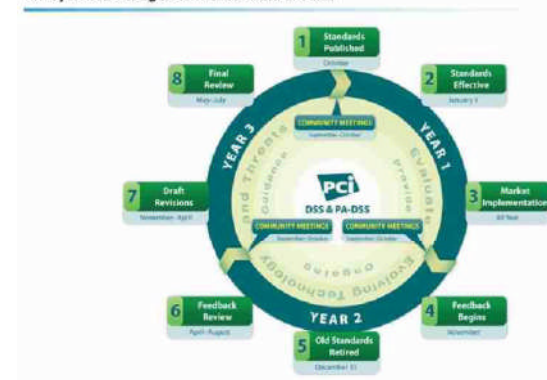 1 Standards
Published
October
2 Standards
Effective
January 1
3 Market
Implementation
All Year
4 Feedback
Begins
November
5 Old Standards
Retired
December 31
6 Feedback
Review
April-August
7 Draft
Revisions
November-April
8 Final
Review
May-July
YEAR 1
YEAR 2
YEAR 3
COMMUNITY MEETINGS
September-October
COMMUNITY MEETINGS
September-October
COMMUNITY MEETINGS
September-October
PCI
DSS & PA-DSS
Ongoing
Evaluate
Evolving Technology
and Threats
Provide
Guidance